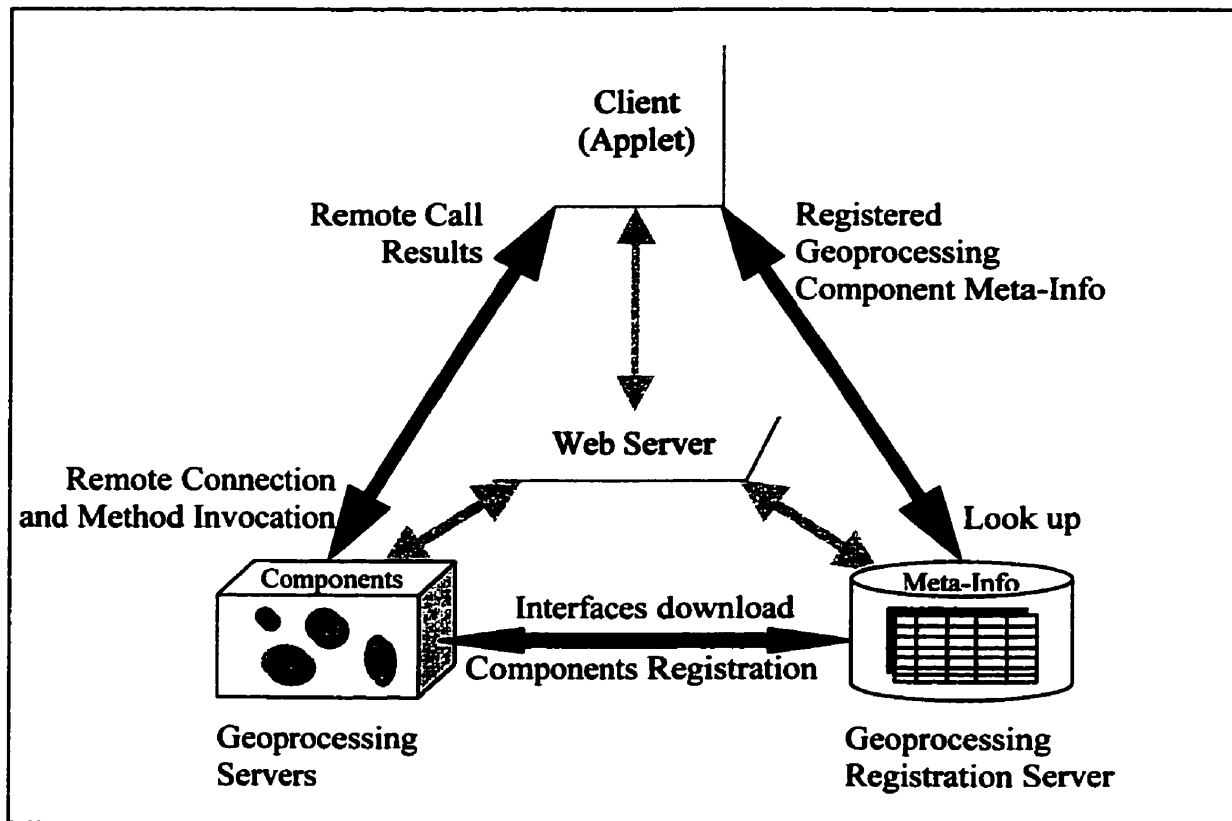 Client
(Applet)
Remote Call
Results
Registered
Geoprocessing
Component Meta-Info
Web Server
Remote Connection
and Method Invocation
Look up
Components
Meta-Info
Interfaces download
Components Registration
Geoprocessing
Servers
Geoprocessing
Registration Server